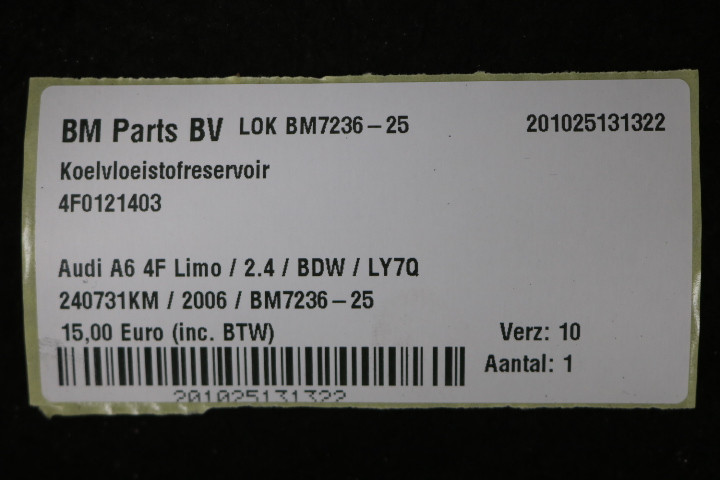 BM Parts BV LOK BM7236-25 201025131322
Koelvloeistofreservoir
4F0121403
Audi A6 4F Limo / 2.4 / BDW / LY7Q
240731KM / 2006 / BM7236-25
15,00 Euro (inc. BTW) Verz: 10
Aantal: 1
201025131322